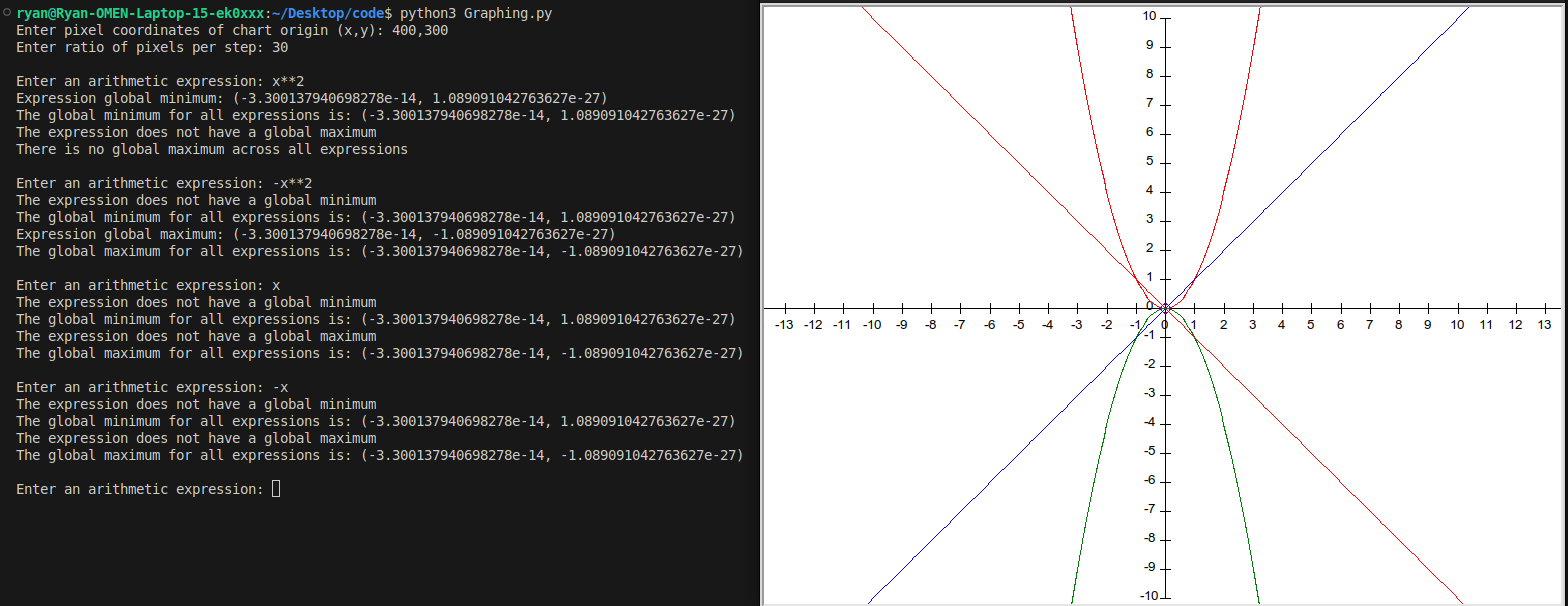 ryan@Ryan-OMEN-Laptop-15-ek0xxx:~/Desktop/code$ python3 Graphing.py
Enter pixel coordinates of chart origin (x,y): 400,300
Enter ratio of pixels per step: 30
Enter an arithmetic expression: x**2
Expression global minimum: (-3.300137940698278e-14, 1.089091042763627e-27)
The global minimum for all expressions is: (-3.300137940698278e-14, 1.089091042763627e-27)
The expression does not have a global maximum
There is no global maximum across all expressions
Enter an arithmetic expression: -x**2
The expression does not have a global minimum
The global minimum for all expressions is: (-3.300137940698278e-14, 1.089091042763627e-27)
Expression global maximum: (-3.300137940698278e-14, -1.089091042763627e-27)
The global maximum for all expressions is: (-3.300137940698278e-14, -1.089091042763627e-27)
Enter an arithmetic expression: x
The expression does not have a global minimum
The global minimum for all expressions is: (-3.300137940698278e-14, 1.089091042763627e-27)
The expression does not have a global maximum
The global maximum for all expressions is: (-3.300137940698278e-14, -1.089091042763627e-27)
Enter an arithmetic expression: -x
The expression does not have a global minimum
The global minimum for all expressions is: (-3.300137940698278e-14, 1.089091042763627e-27)
The expression does not have a global maximum
The global maximum for all expressions is: (-3.300137940698278e-14, -1.089091042763627e-27)
Enter an arithmetic expression:
10
9
8
7
6
5
4
3
2
1
0
-13 -12 -11 -10 -9 -8 -7 -6 -5 -4 -3 -2 -1 0 1 2 3 4 5 6 7 8 9 10 11 12 13
-1
-2
-3
-4
-5
-6
-7
-8
-9
-10